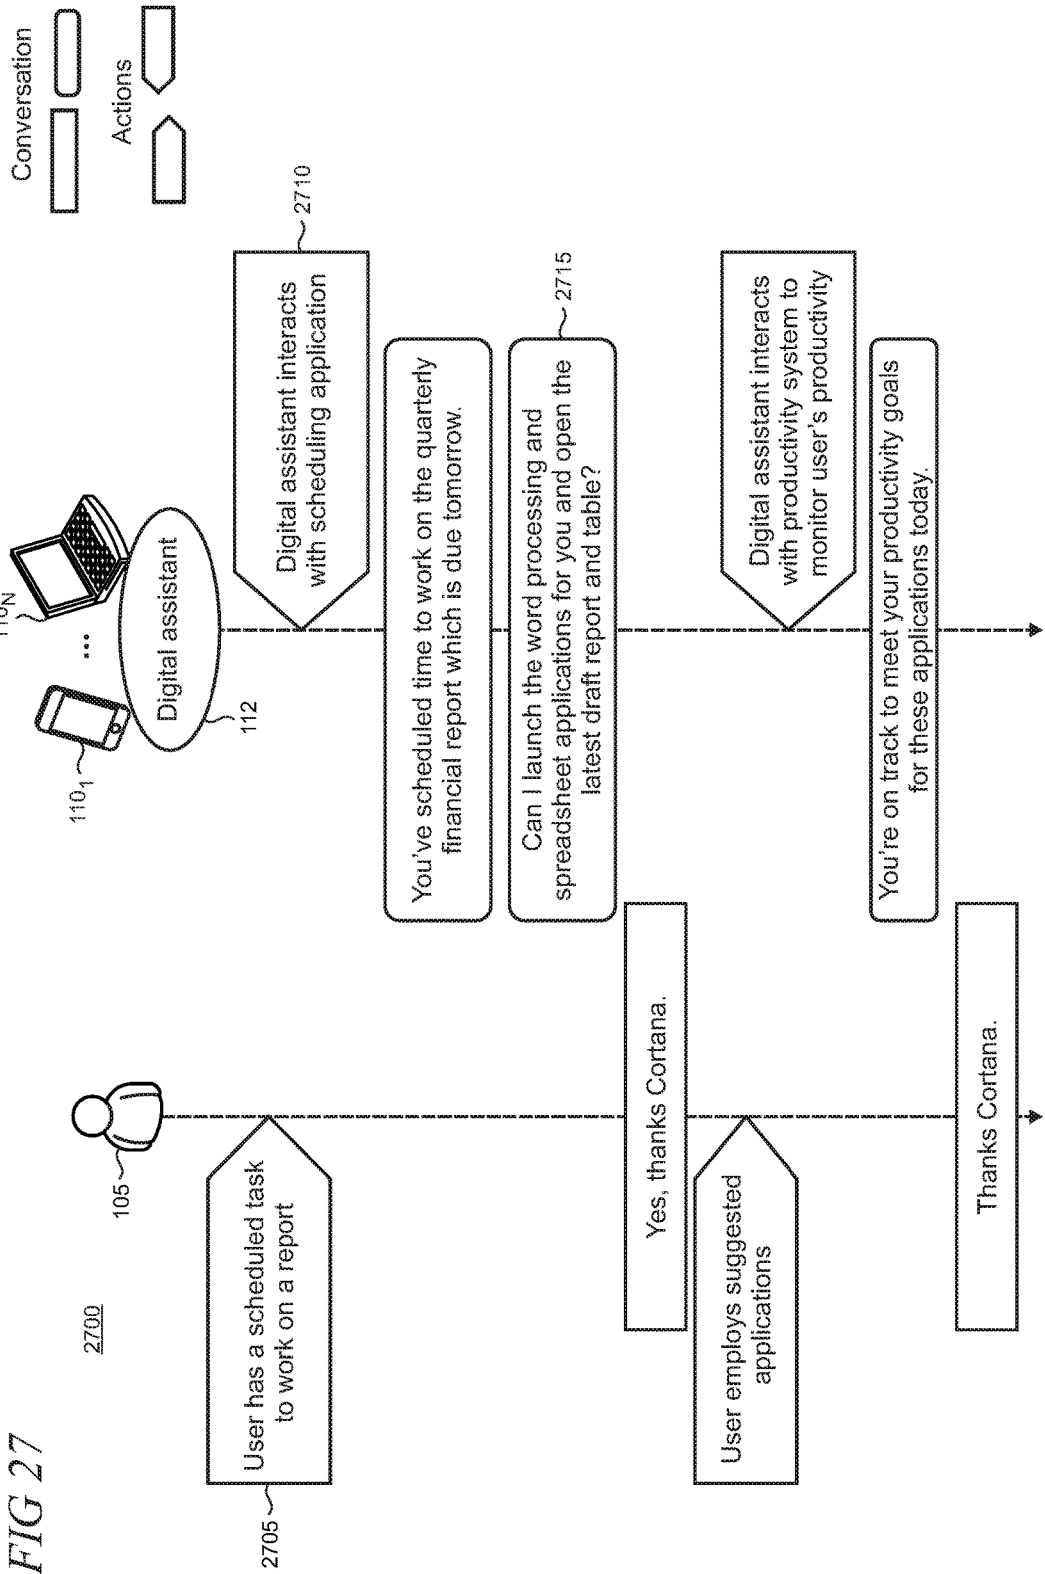 FIG 27
2700
Conversation
Actions
105
110₁
...
110N
Digital assistant
112
User has a scheduled task
to work on a report
2705
Digital assistant interacts
with scheduling application
2710
You've scheduled time to work on the quarterly
financial report which is due tomorrow.
Can I launch the word processing and
spreadsheet applications for you and open the
latest draft report and table?
2715
Yes, thanks Cortana.
User employs suggested
applications
Digital assistant interacts
with productivity system to
monitor user's productivity
You're on track to meet your productivity goals
for these applications today.
Thanks Cortana.